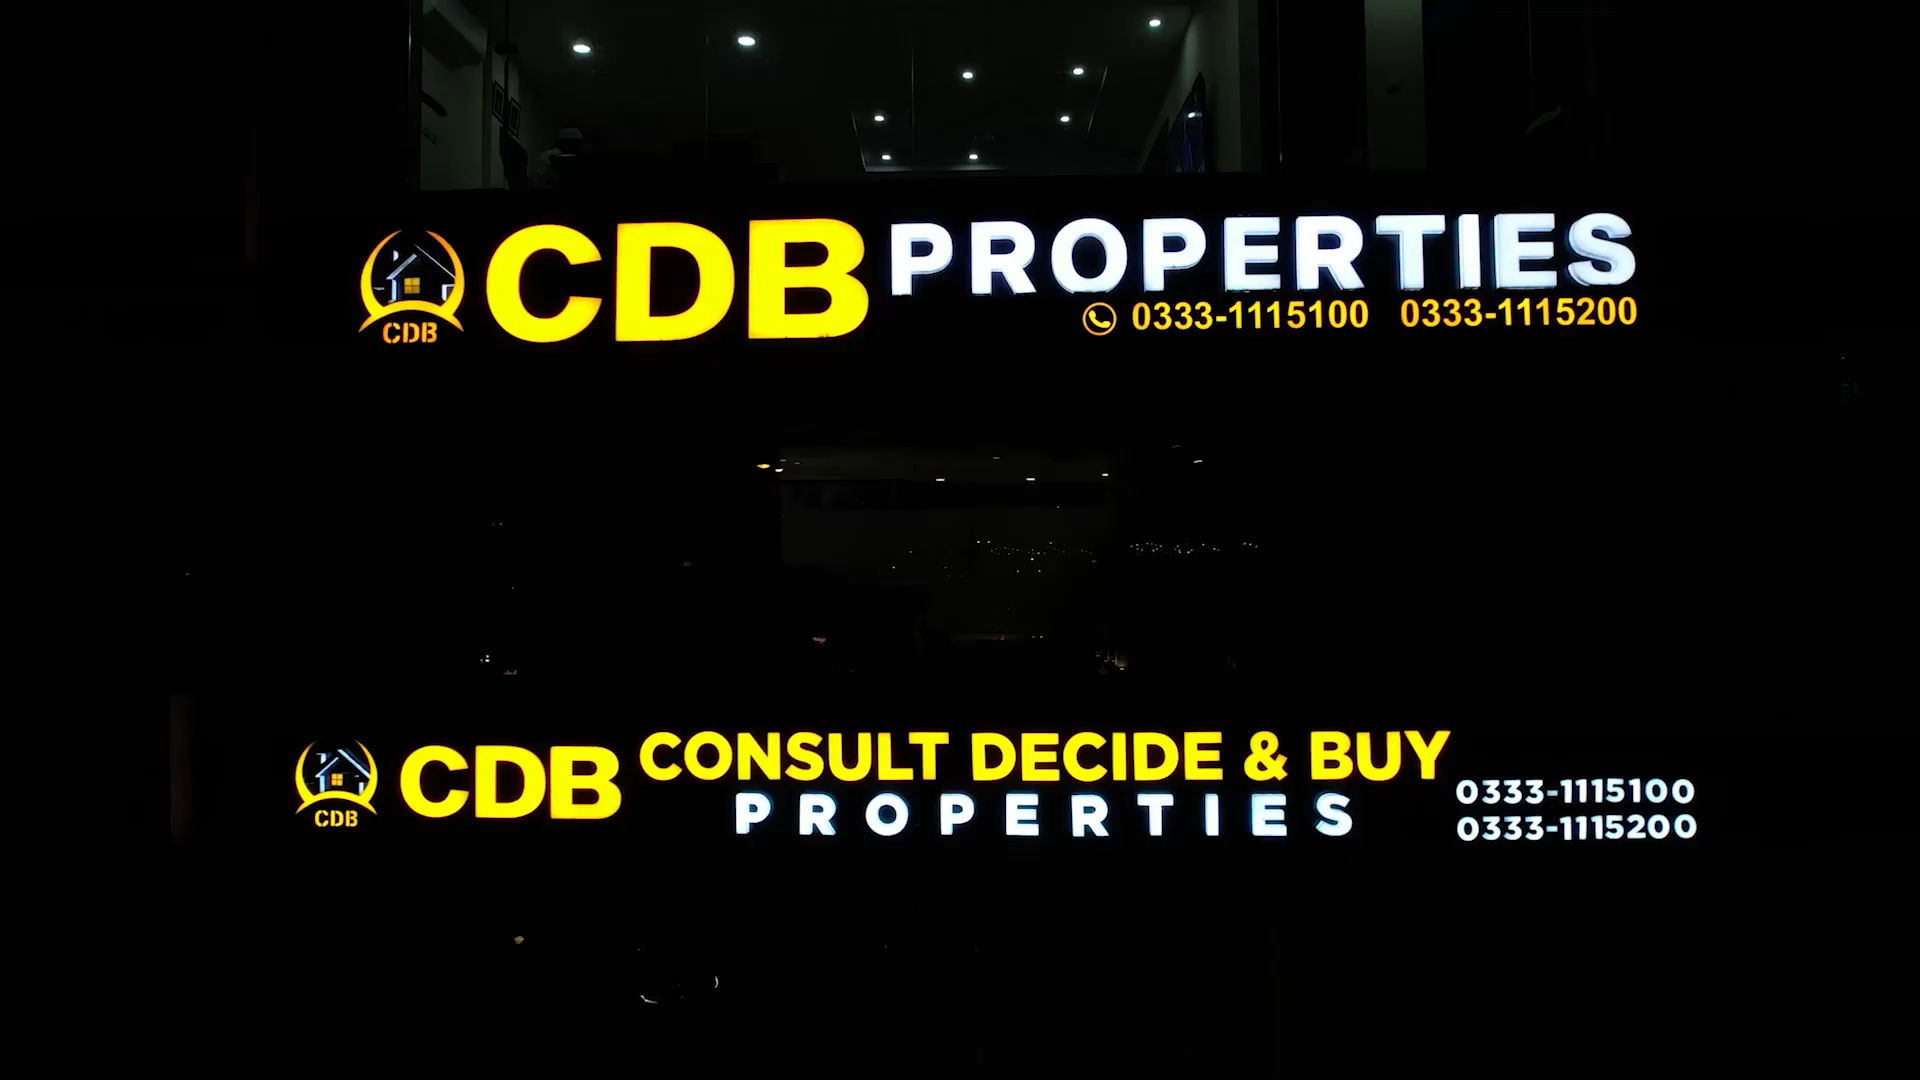 CDB PROPERTIES
CDB
0333-1115100 0333-1115200
CDB CONSULT DECIDE & BUY
PROPERTIES
CDB
0333-1115100
0333-1115200